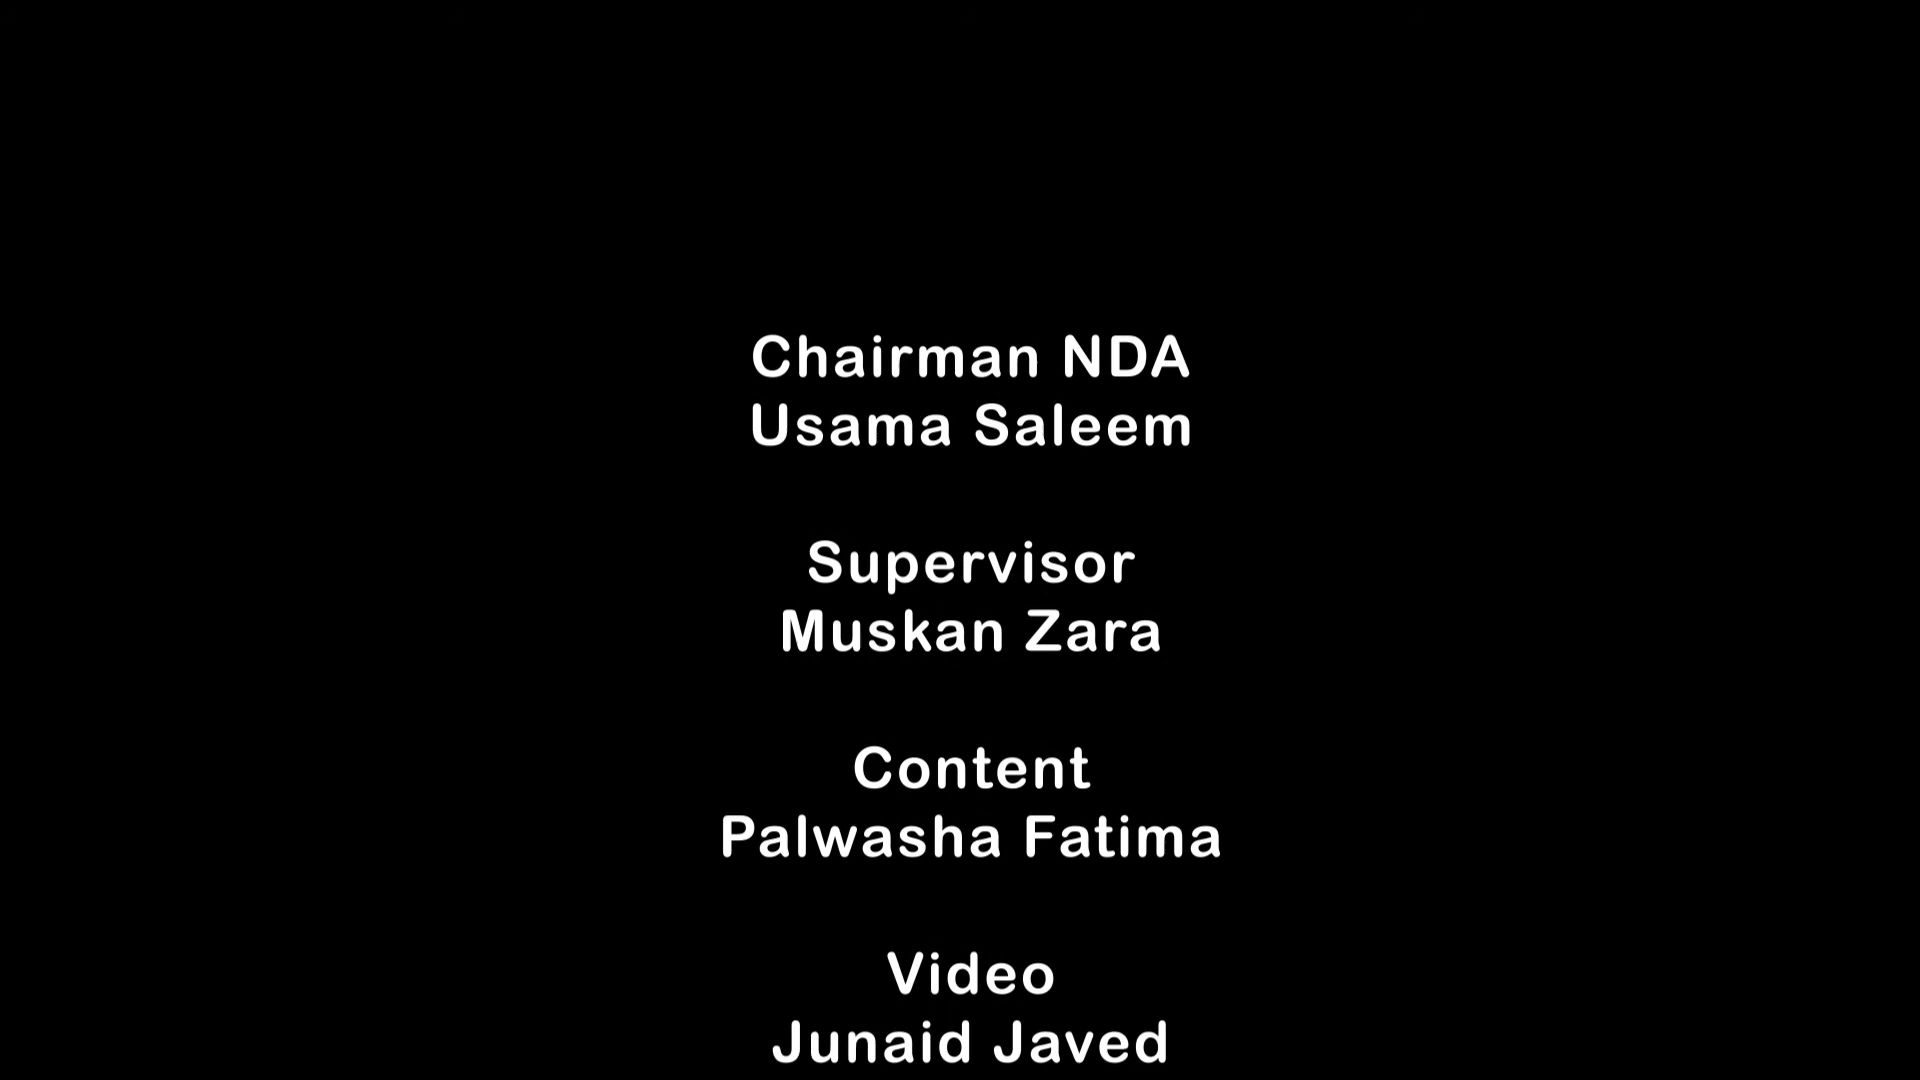 Chairman NDA
Usama Saleem
Supervisor
Muskan Zara
Content
Palwasha Fatima
Video
Junaid Javed